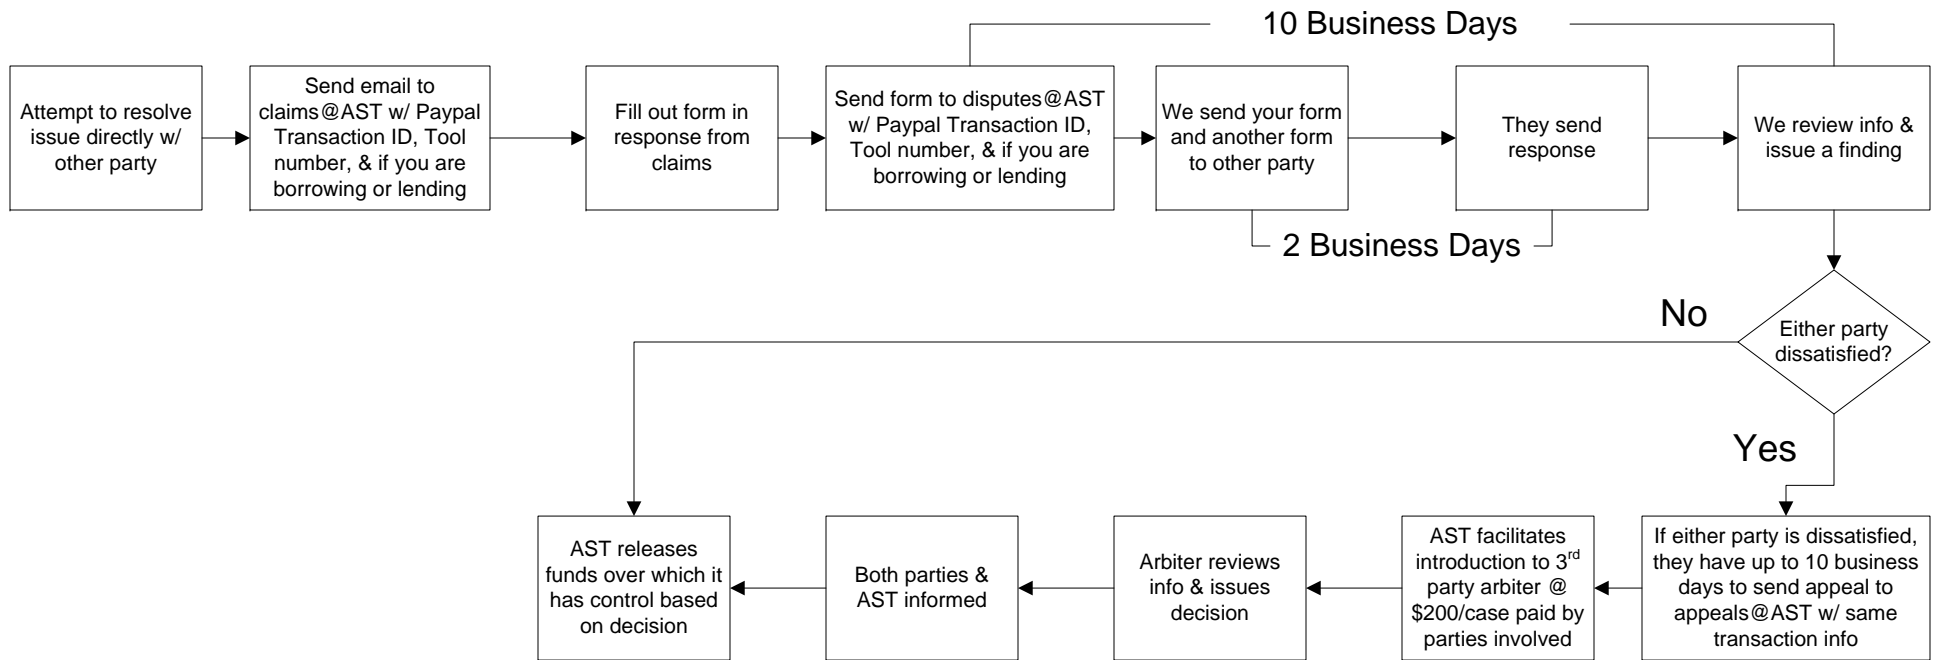 10 Business Days
Attempt to resolve
issue directly w/
other party
Send email to
claims@AST w/ Paypal
Transaction ID, Tool
number, & if you are
borrowing or lending
Fill out form in
response from
claims
Send form to disputes@AST
w/ Paypal Transaction ID,
Tool number, & if you are
borrowing or lending
We send your form
and another form
to other party
They send
response
We review info &
issue a finding
2 Business Days
No
Either party
dissatisfied?
Yes
AST releases
funds over which it
has control based
on decision
Both parties &
AST informed
Arbiter reviews
info & issues
decision
AST facilitates
introduction to 3rd
party arbiter @
$200/case paid by
parties involved
If either party is dissatisfied,
they have up to 10 business
days to send appeal to
appeals@AST w/ same
transaction info